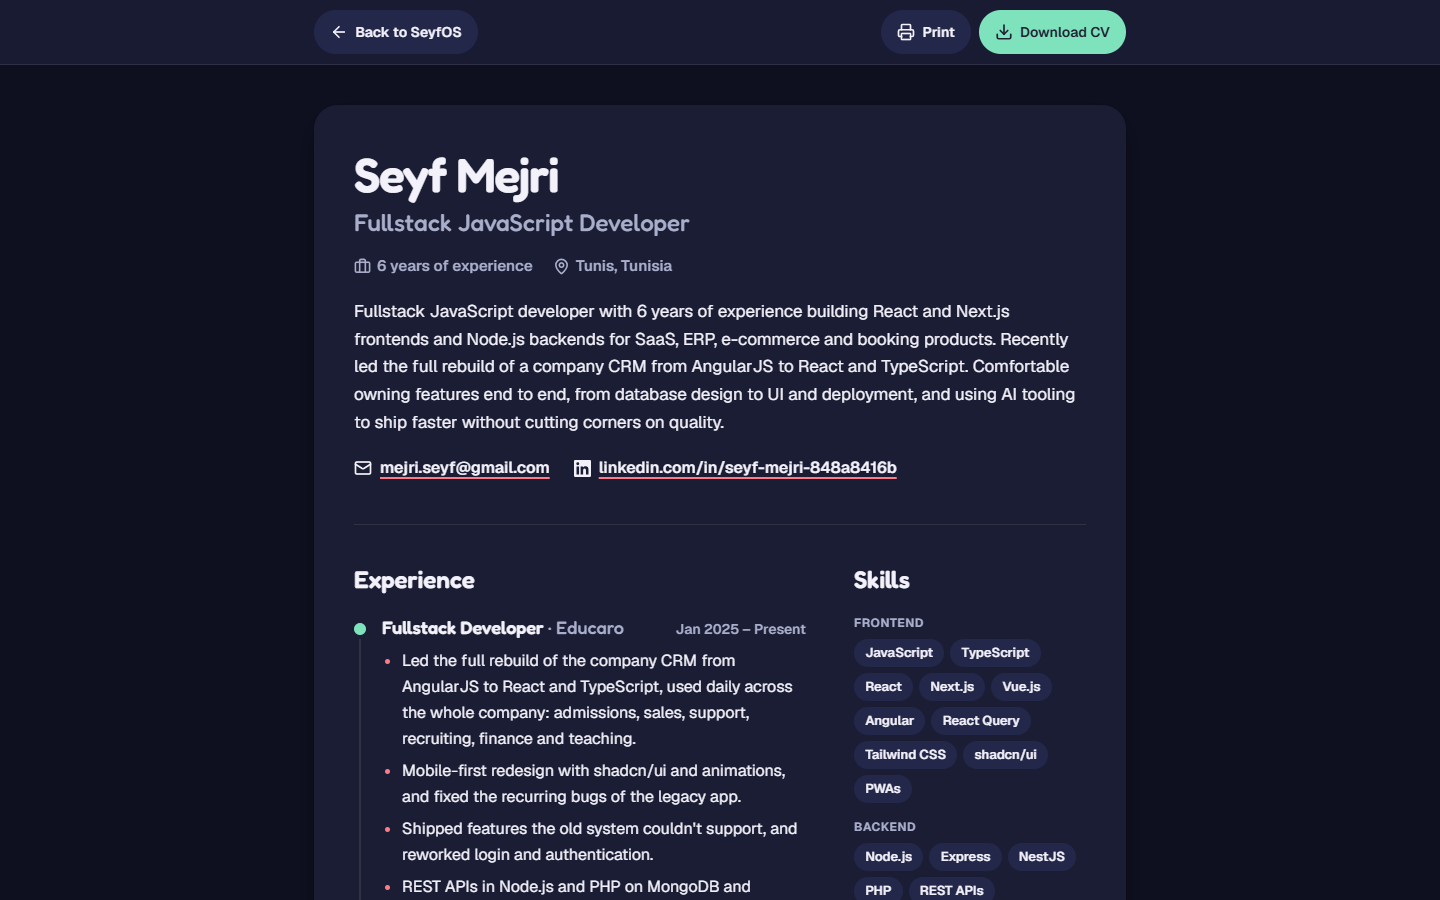 Back to SeyfOS
Print
Download CV
Seyf Mejri
Fullstack JavaScript Developer
6 years of experience
Tunis, Tunisia
Fullstack JavaScript developer with 6 years of experience building React and Next.js
frontends and Node.js backends for SaaS, ERP, e-commerce and booking products. Recently
led the full rebuild of a company CRM from AngularJS to React and TypeScript. Comfortable
owning features end to end, from database design to UI and deployment, and using AI tooling
to ship faster without cutting corners on quality.
mejri.seyf@gmail.com
linkedin.com/in/seyf-mejri-848a8416b
Experience
Fullstack Developer · Educaro
Jan 2025 – Present
Led the full rebuild of the company CRM from
AngularJS to React and TypeScript, used daily across
the whole company: admissions, sales, support,
recruiting, finance and teaching.
Mobile-first redesign with shadcn/ui and animations,
and fixed the recurring bugs of the legacy app.
Shipped features the old system couldn't support, and
reworked login and authentication.
REST APIs in Node.js and PHP on MongoDB and
Skills
FRONTEND
JavaScript TypeScript
React Next.js Vue.js
Angular React Query
Tailwind CSS shadcn/ui
PWAs
BACKEND
Node.js Express NestJS
PHP REST APIs